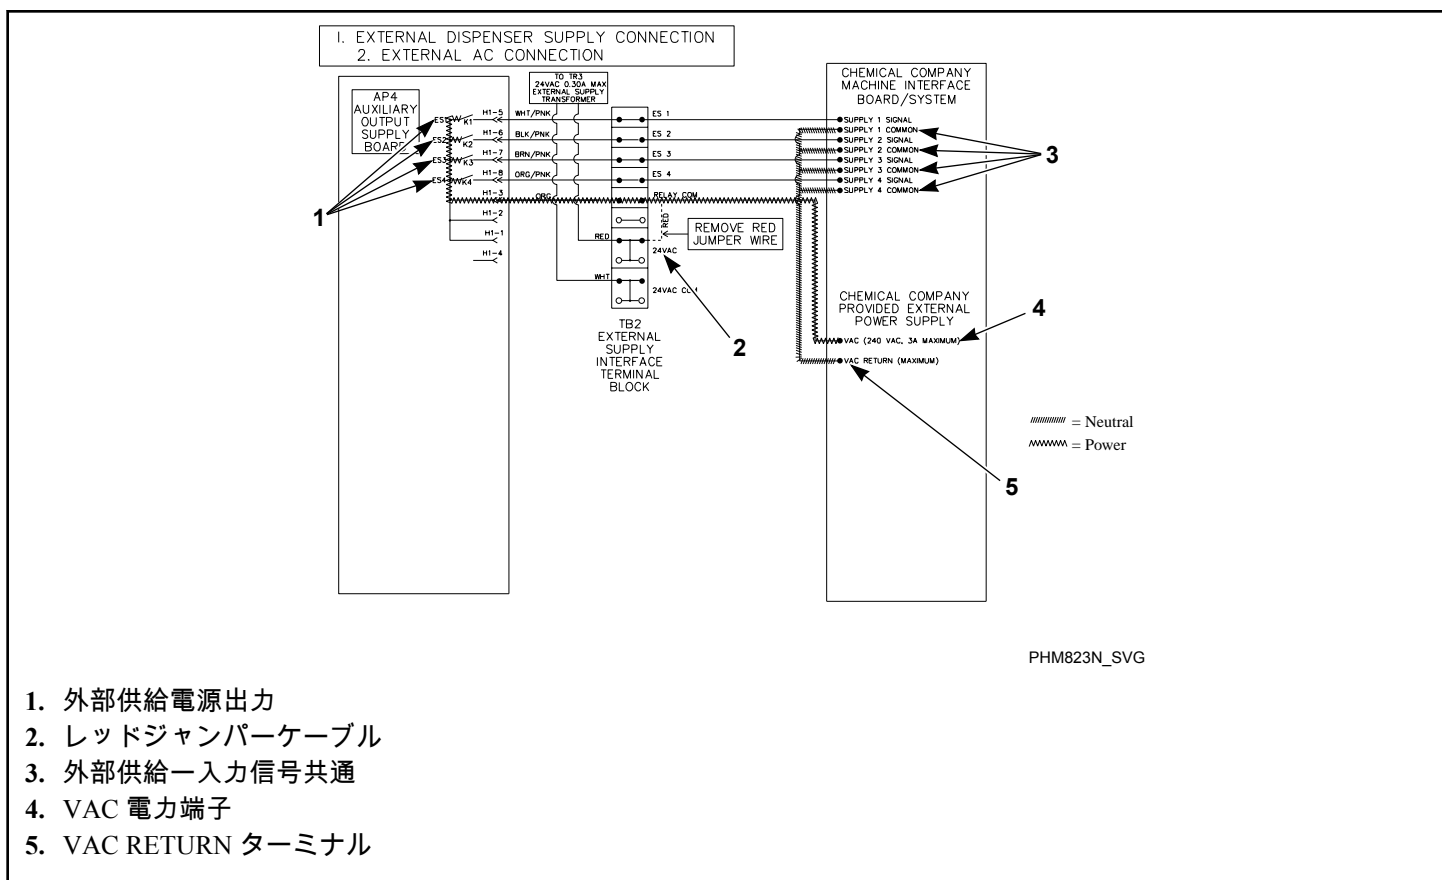 1. EXTERNAL DISPENSER SUPPLY CONNECTION
2. EXTERNAL AC CONNECTION
AP4
AUXILIARY
OUTPUT
SUPPLY
BOARD
TO TR3
24VAC 0.30A MAX
EXTERNAL SUPPLY
TRANSFORMER
CHEMICAL COMPANY
MACHINE INTERFACE
BOARD/SYSTEM
ES1 K1 H1-5 WHT/PNK ES 1 SUPPLY 1 SIGNAL
SUPPLY 1 COMMON
ES2 K2 H1-6 BLK/PNK ES 2 SUPPLY 2 SIGNAL
SUPPLY 2 COMMON
ES3 K3 H1-7 BRN/PNK ES 3 SUPPLY 3 SIGNAL
SUPPLY 3 COMMON
ES4 K4 H1-8 ORG/PNK ES 4 SUPPLY 4 SIGNAL
SUPPLY 4 COMMON
3
H1-3 ORG RELAY COM
1
H1-2
H1-1
H1-4
RED
RED
REMOVE RED
JUMPER WIRE
24VAC
WHT
24VAC
CHEMICAL COMPANY
PROVIDED EXTERNAL
POWER SUPPLY
4
TB2
EXTERNAL
SUPPLY
INTERFACE
TERMINAL
BLOCK
2
VAC (240 VAC, 3A MAXIMUM)
VAC RETURN (MAXIMUM)
= Neutral
= Power
5
PHM823N_SVG
1. 外部供給電源出力
2. レッドジャンパーケーブル
3. 外部供給ー入力信号共通
4. VAC 電力端子
5. VAC RETURN ターミナル